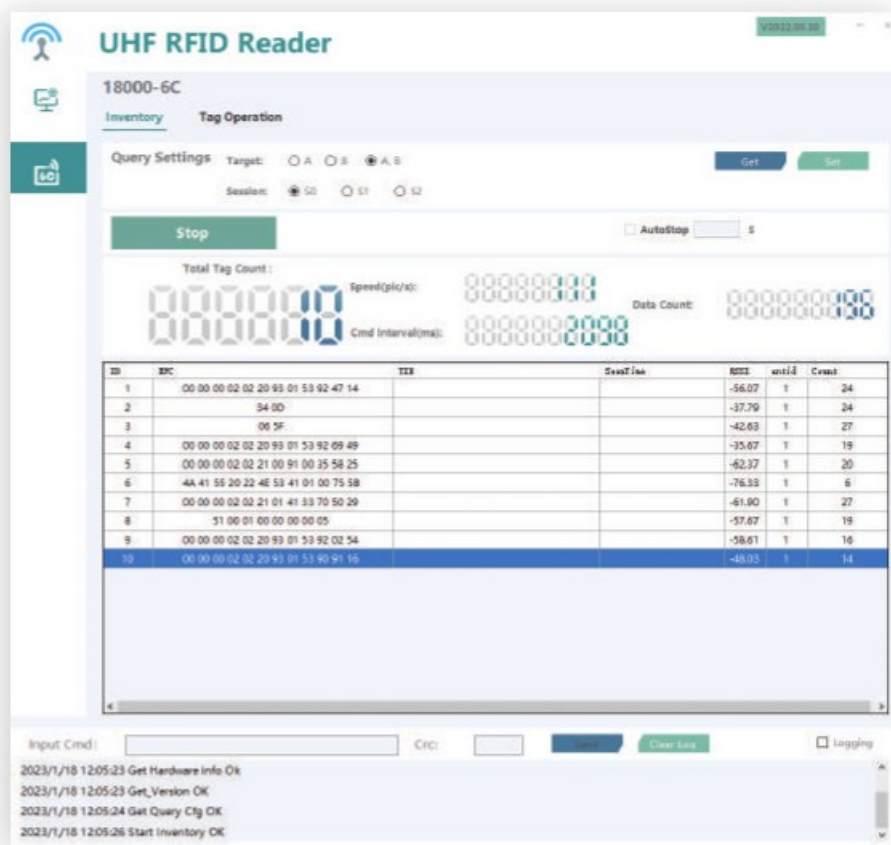 UHF RFID Reader
V2022.08.30
18000-6C
Inventory Tag Operation
Query Settings Target: A B A, B Get Set
Session: S0 S1 S2
Stop AutoStop S
Total Tag Count:
10
Speed(pic/s): 111
Cmd Interval(ms): 2098
Data Count: 196
ID EPC TID SensTime RSSI antid Count
1 00 00 00 02 02 20 93 01 53 92 47 14 -56.07 1 24
2 34 0D -37.79 1 24
3 06 5F -42.63 1 27
4 00 00 00 02 02 20 93 01 53 92 69 49 -35.67 1 19
5 00 00 00 02 02 21 00 91 00 35 58 25 -62.37 1 20
6 4A 41 55 20 22 4E 53 41 01 00 75 58 -76.33 1 6
7 00 00 00 02 02 21 01 41 33 70 50 29 -61.90 1 27
8 51 00 01 00 00 00 00 05 -57.67 1 19
9 00 00 00 02 02 20 93 01 53 92 02 54 -58.61 1 16
10 00 00 00 02 02 20 93 01 53 90 91 16 -48.03 1 14
Input Cmd: Crc: Send Clear Log Logging
2023/1/18 12:05:23 Get Hardware Info Ok
2023/1/18 12:05:23 Get_Version OK
2023/1/18 12:05:24 Get Query Cfg OK
2023/1/18 12:05:26 Start Inventory OK
6C